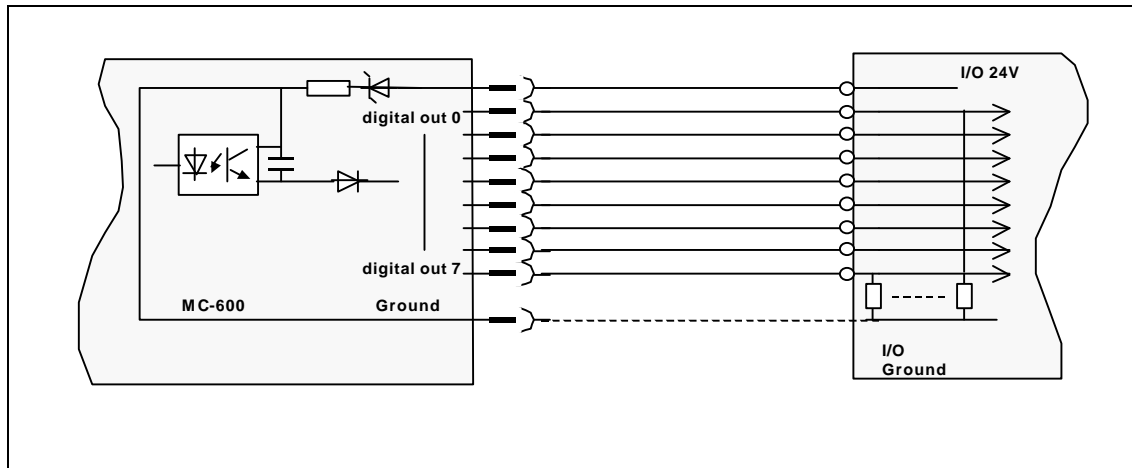 I/O 24V
digital out 0
digital out 7
MC-600
Ground
I/O
Ground